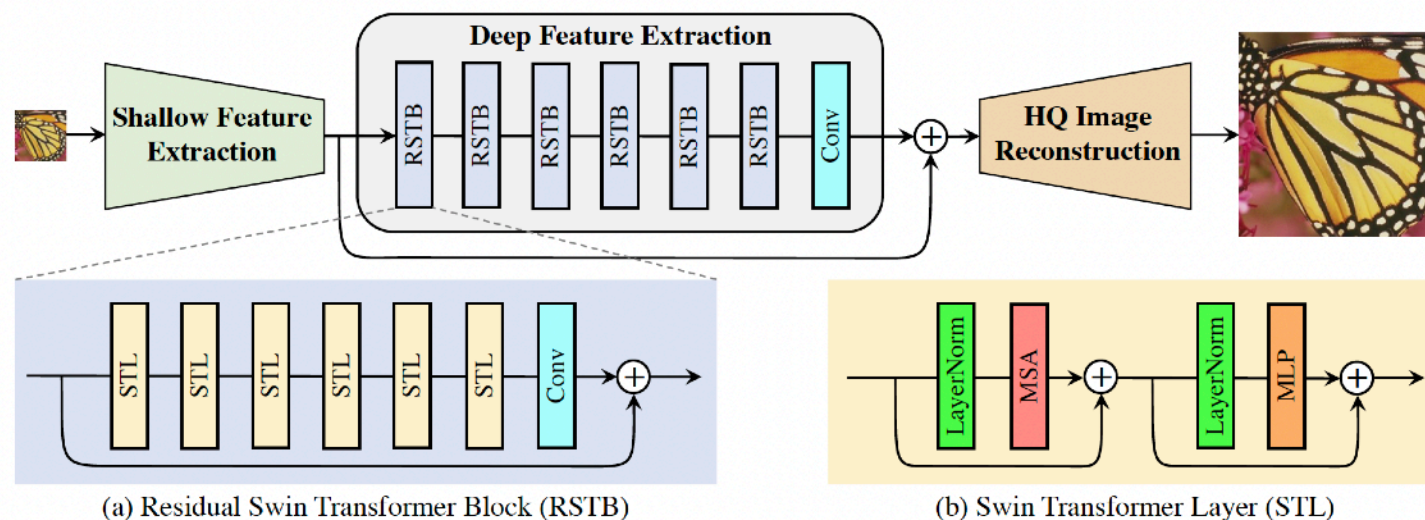 Deep Feature Extraction
Shallow Feature
Extraction
RSTB
RSTB
RSTB
RSTB
RSTB
RSTB
Conv
+
HQ Image
Reconstruction
STL
STL
STL
STL
STL
STL
Conv
+
(a) Residual Swin Transformer Block (RSTB)
LayerNorm
MSA
+
LayerNorm
MLP
+
(b) Swin Transformer Layer (STL)